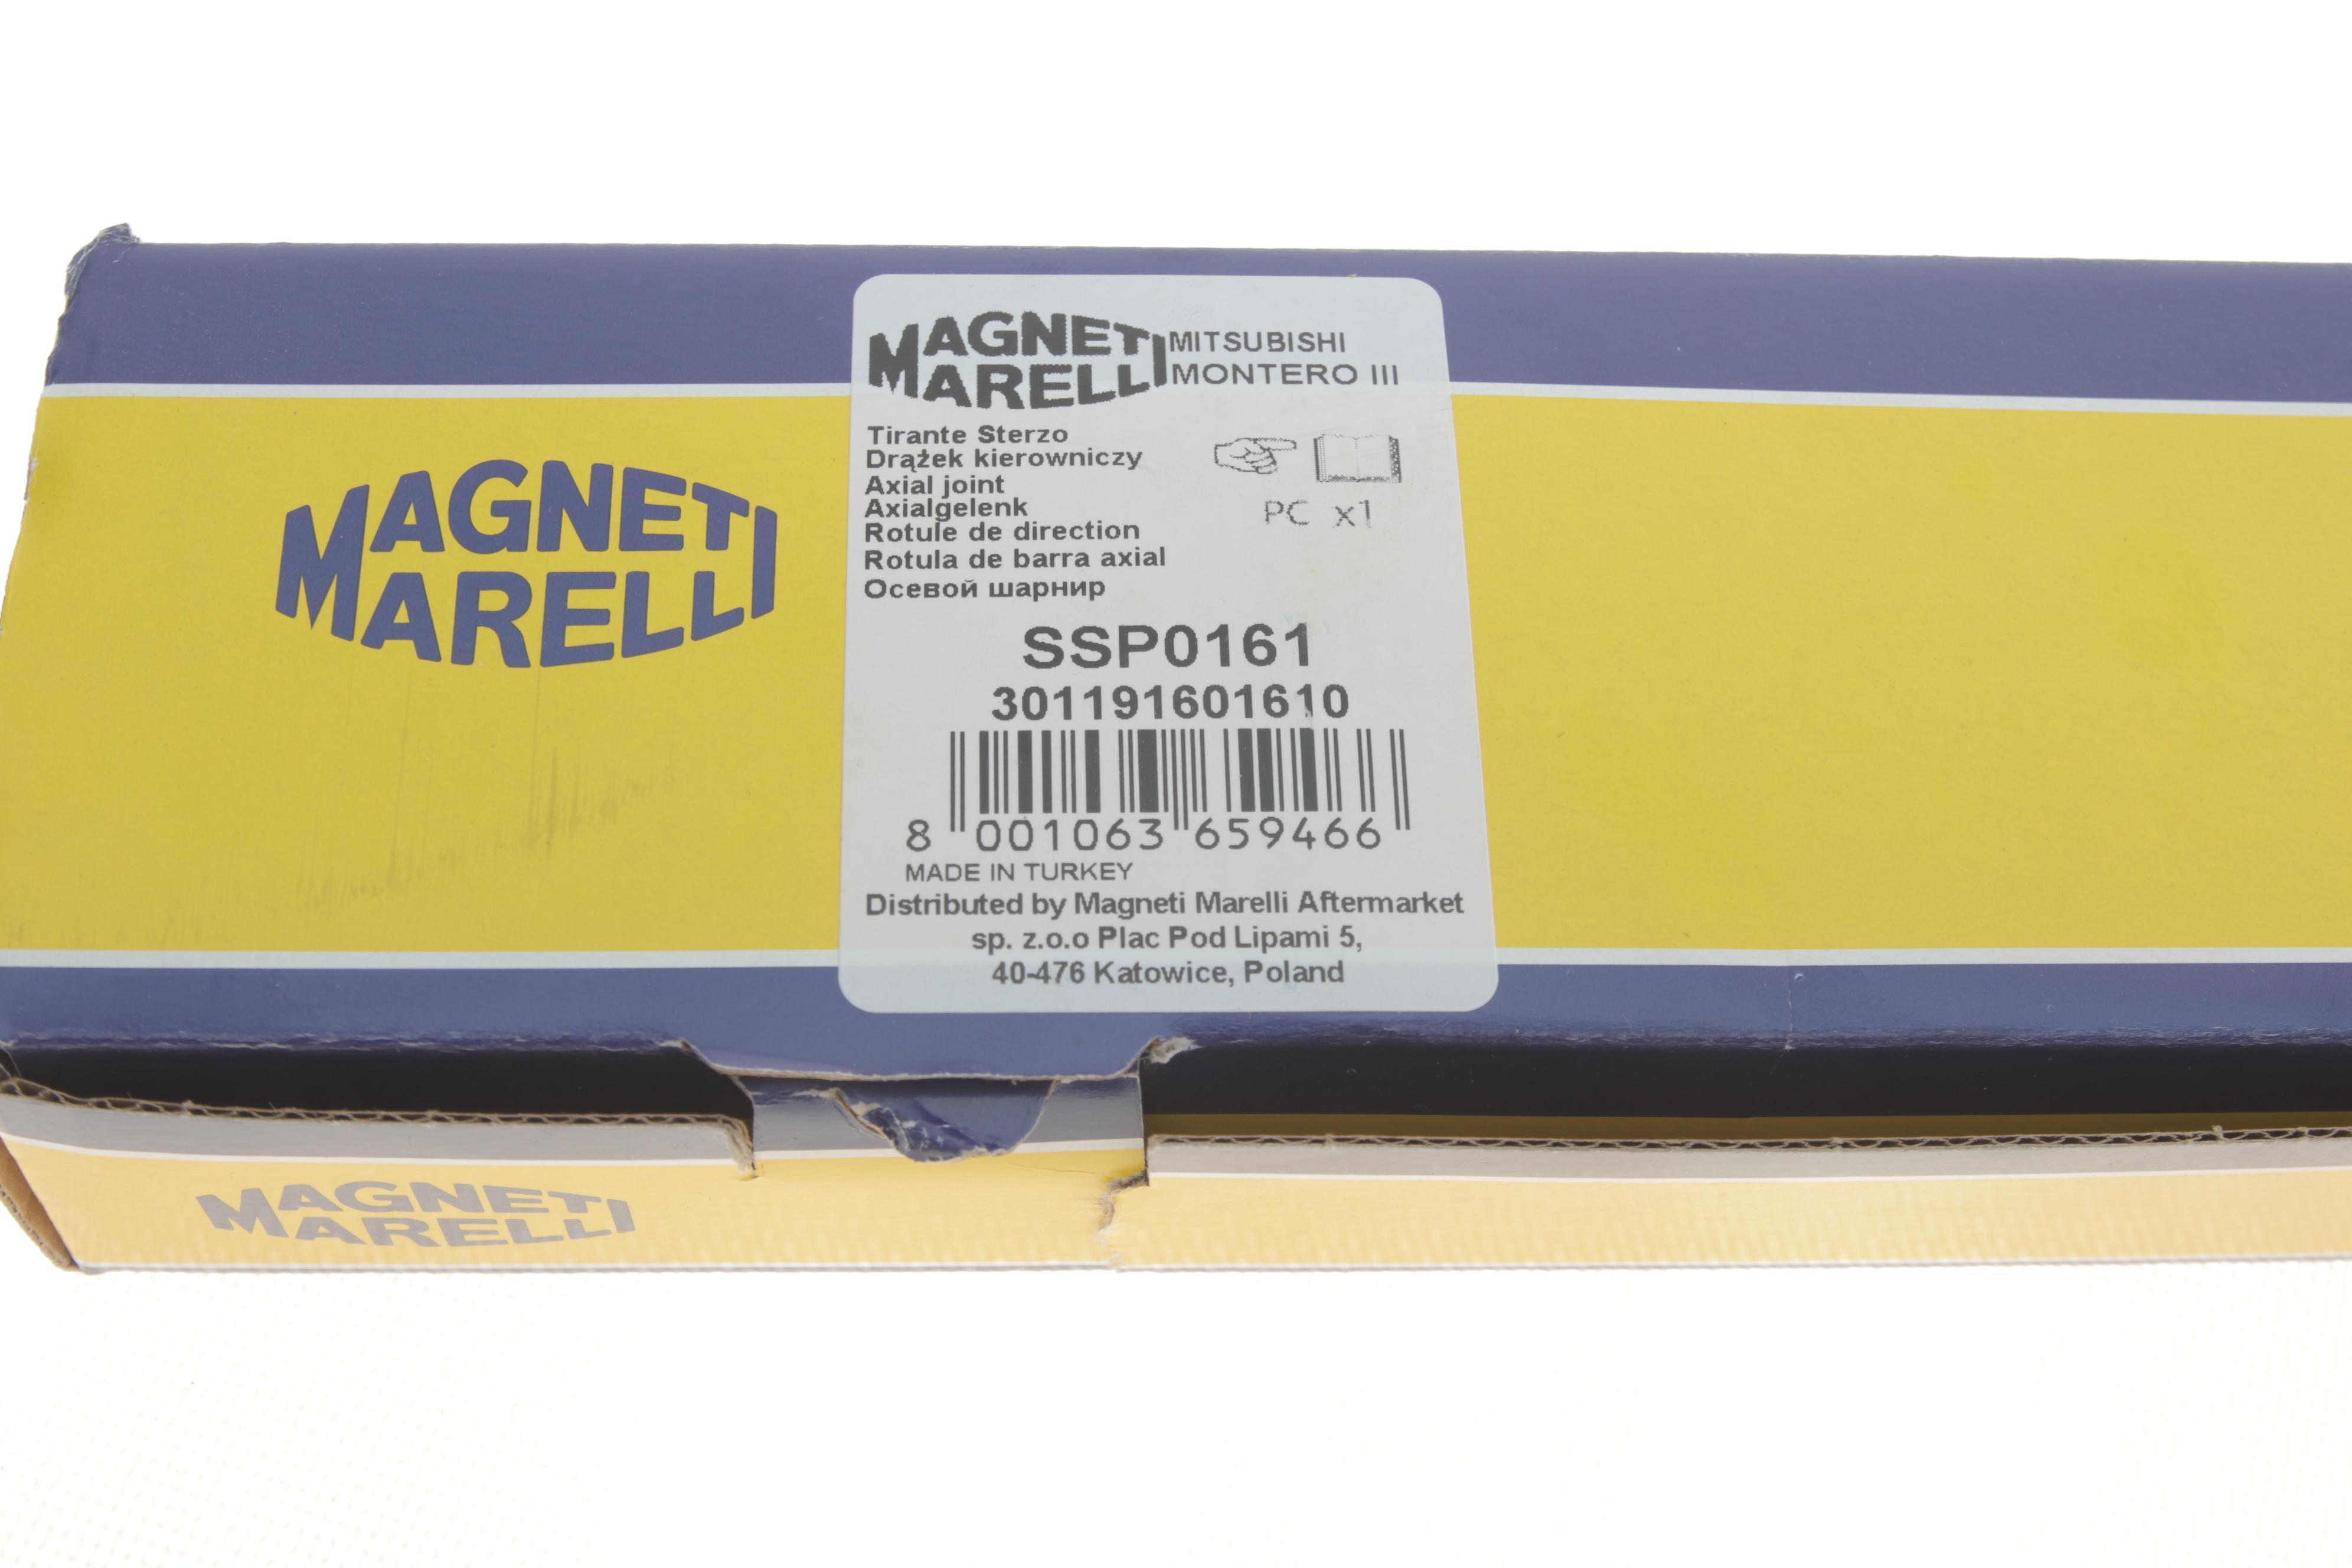 MAGNETI
MARELLI
MAGNETI
MARELLI
MITSUBISHI
MONTERO III
Tirante Sterzo
Drążek kierowniczy
Axial joint
Axialgelenk
Rotule de direction
Rotula de barra axial
Осевой шарнир
PC x1
SSP0161
301191601610
8 001063 659466
MADE IN TURKEY
Distributed by Magneti Marelli Aftermarket
sp. z.o.o Plac Pod Lipami 5,
40-476 Katowice, Poland
MAGNETI
MARELLI